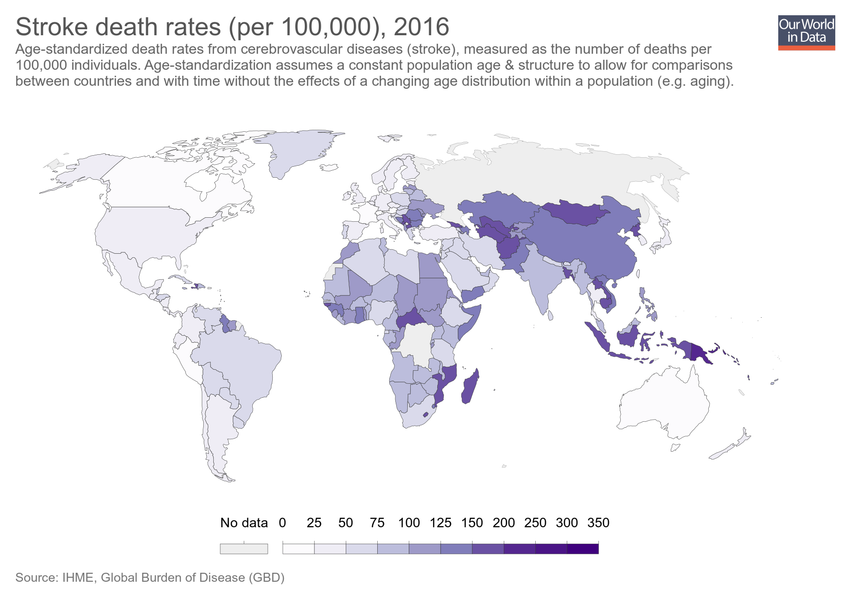 Stroke death rates (per 100,000), 2016
Our World
in Data
Age-standardized death rates from cerebrovascular diseases (stroke), measured as the number of deaths per
100,000 individuals. Age-standardization assumes a constant population age & structure to allow for comparisons
between countries and with time without the effects of a changing age distribution within a population (e.g. aging).
No data 0 25 50 75 100 125 150 200 250 300 350
Source: IHME, Global Burden of Disease (GBD)